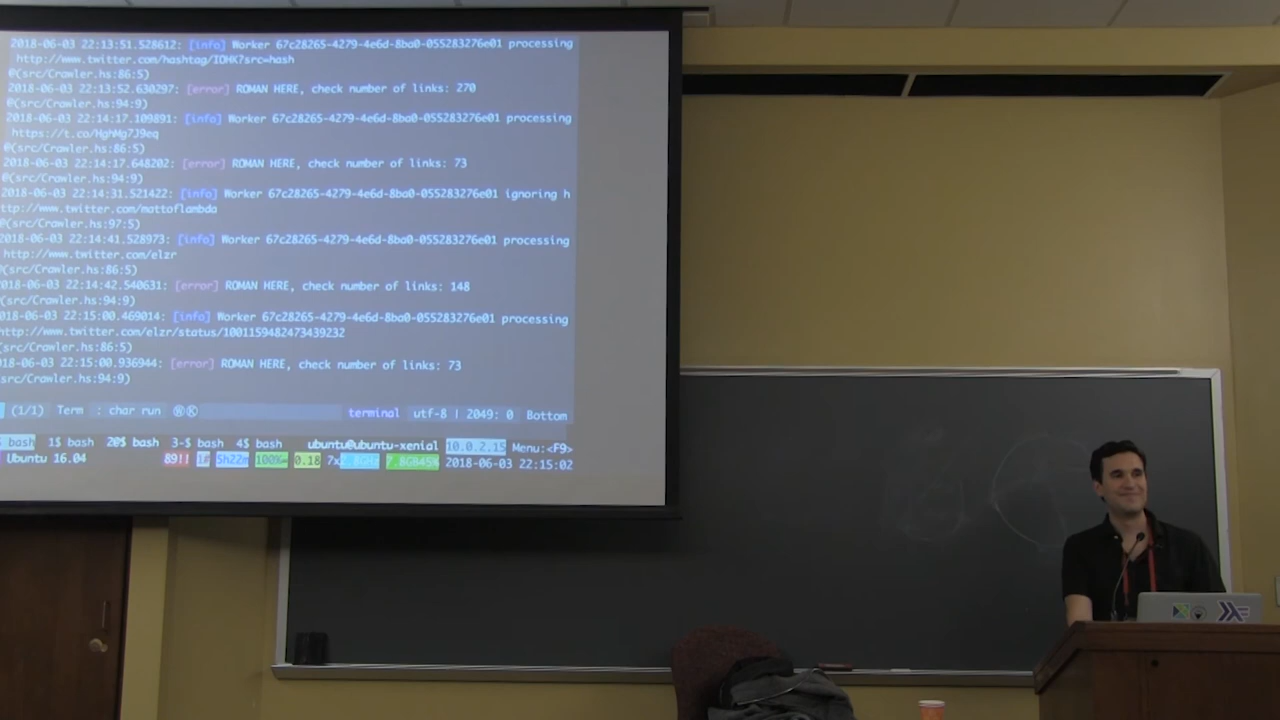 2018-06-03 22:13:51.528612: [info] Worker 67c28265-4279-4e6d-8ba0-055283276e01 processing
http://www.twitter.com/hashtag/IOHK?src=hash
@(src/Crawler.hs:86:5)
2018-06-03 22:13:52.630297: [error] ROMAN HERE, check number of links: 270
@(src/Crawler.hs:94:9)
2018-06-03 22:14:17.109891: [info] Worker 67c28265-4279-4e6d-8ba0-055283276e01 processing
https://t.co/HghMg7J9eq
@(src/Crawler.hs:86:5)
2018-06-03 22:14:17.648202: [error] ROMAN HERE, check number of links: 73
@(src/Crawler.hs:94:9)
2018-06-03 22:14:31.521422: [info] Worker 67c28265-4279-4e6d-8ba0-055283276e01 ignoring h
ttp://www.twitter.com/mattoflambda
@(src/Crawler.hs:97:5)
2018-06-03 22:14:41.528973: [info] Worker 67c28265-4279-4e6d-8ba0-055283276e01 processing
http://www.twitter.com/elzr
@(src/Crawler.hs:86:5)
2018-06-03 22:14:42.540631: [error] ROMAN HERE, check number of links: 148
(src/Crawler.hs:94:9)
2018-06-03 22:15:00.469014: [info] Worker 67c28265-4279-4e6d-8ba0-055283276e01 processing
http://www.twitter.com/elzr/status/1001159482473439232
(src/Crawler.hs:86:5)
018-06-03 22:15:00.936944: [error] ROMAN HERE, check number of links: 73
src/Crawler.hs:94:9)
(1/1) Term : char run ⓌⓀ terminal utf-8 | 2049: 0 Bottom
bash 1$ bash 2@$ bash 3-$ bash 4$ bash ubuntu@ubuntu-xenial 10.0.2.15 Menu:<F9>
Ubuntu 16.04 89!! 5h22m 100% 0.18 7x 2018-06-03 22:15:02